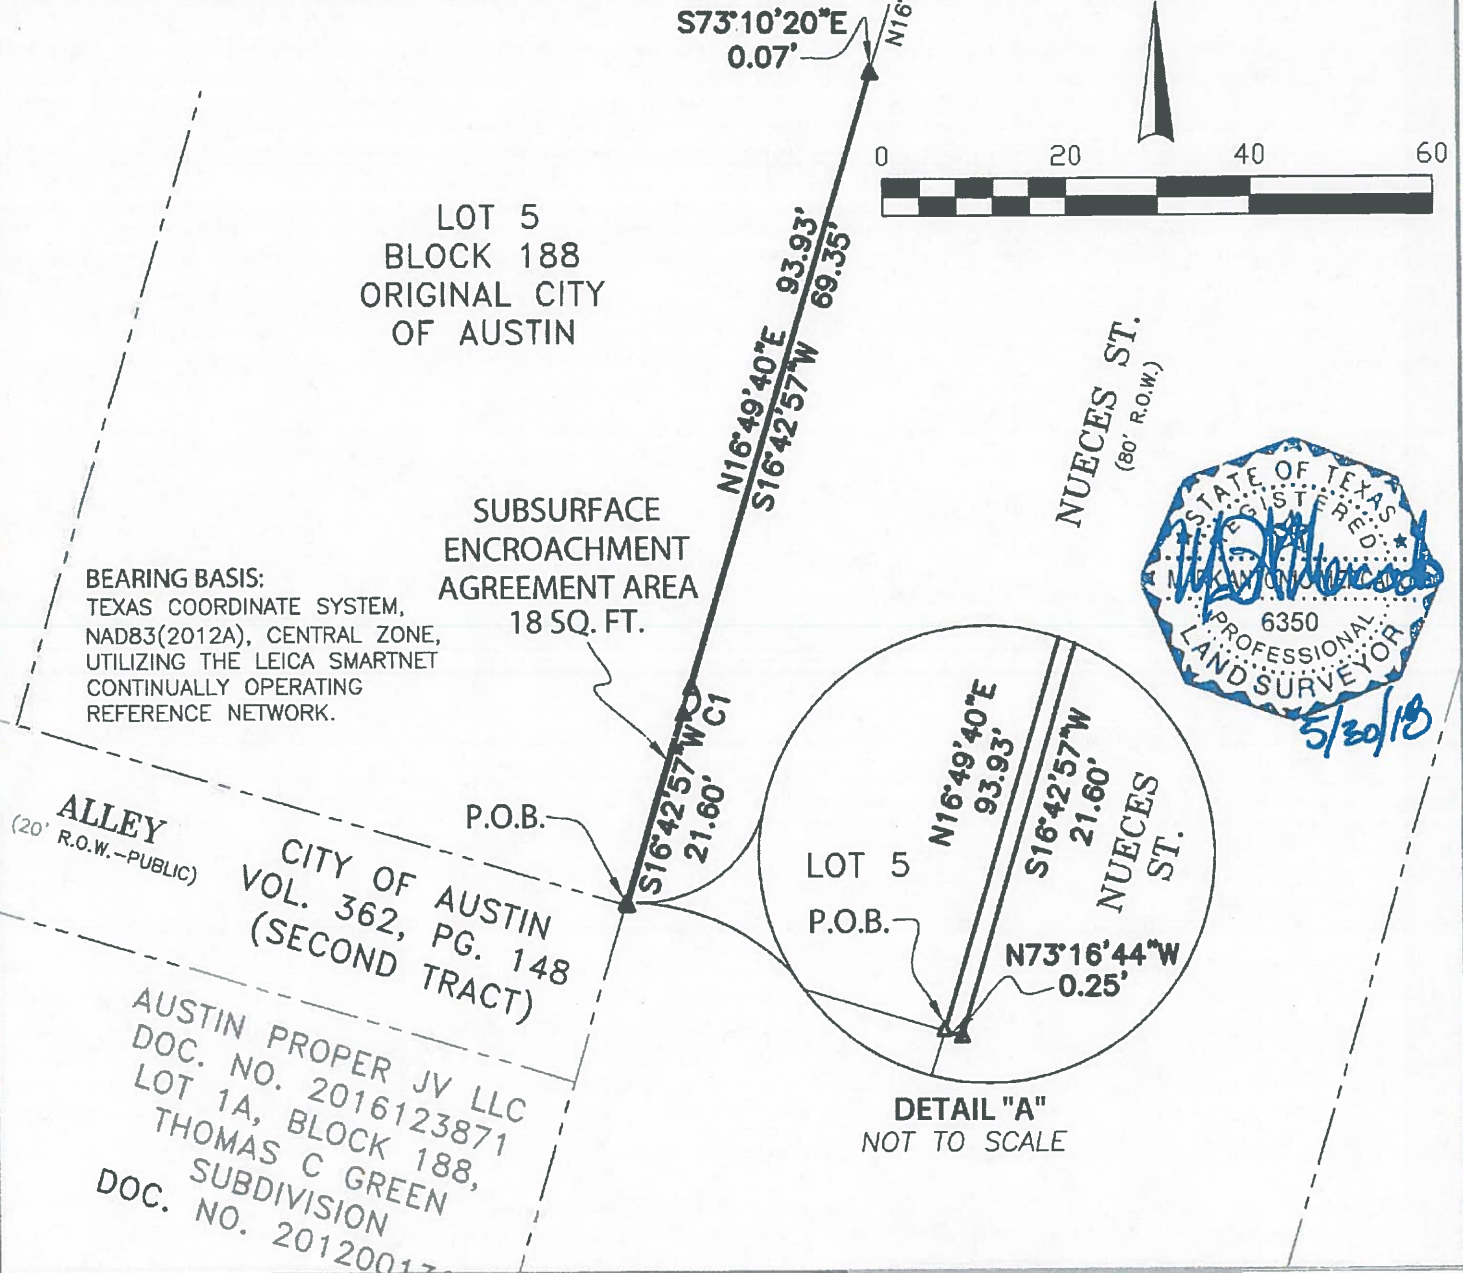 S73°10'20"E
0.07'
N16°
0 20 40 60
LOT 5
BLOCK 188
ORIGINAL CITY
OF AUSTIN
N16°49'40"E 93.93'
S16°42'57"W 69.35'
NUECES ST.
(80' R.O.W.)
SUBSURFACE
ENCROACHMENT
AGREEMENT AREA
18 SQ. FT.
BEARING BASIS:
TEXAS COORDINATE SYSTEM,
NAD83(2012A), CENTRAL ZONE,
UTILIZING THE LEICA SMARTNET
CONTINUALLY OPERATING
REFERENCE NETWORK.
STATE OF TEXAS
REGISTERED
6350
PROFESSIONAL
LAND SURVEYOR
5/30/18
C1
S16°42'57"W
21.60'
P.O.B.
ALLEY
(20' R.O.W.-PUBLIC)
CITY OF AUSTIN
VOL. 362, PG. 148
(SECOND TRACT)
N16°49'40"E
93.93'
S16°42'57"W
21.60'
NUECES
ST.
LOT 5
P.O.B.
N73°16'44"W
0.25'
DETAIL "A"
NOT TO SCALE
AUSTIN PROPER JV LLC
DOC. NO. 2016123871
LOT 1A, BLOCK 188,
THOMAS C GREEN
SUBDIVISION
DOC. NO. 20120013